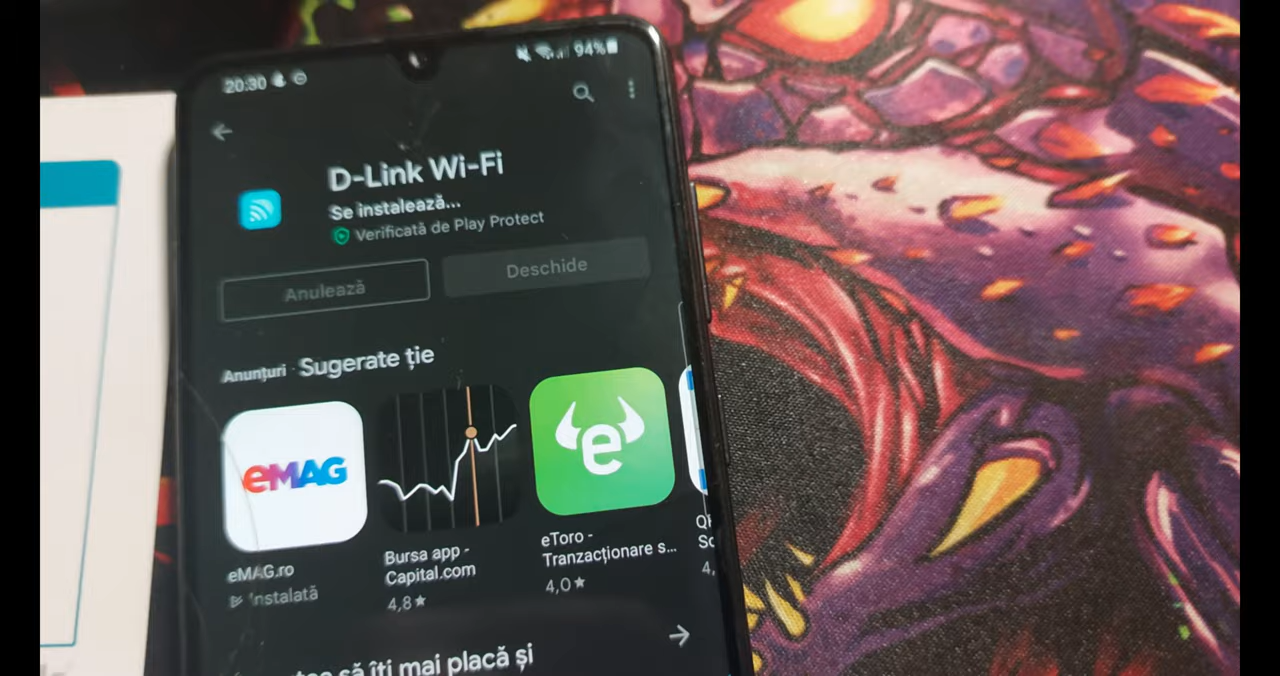 20:30
94%
D-Link Wi-Fi
Se instalează...
Verificată de Play Protect
Anulează
Deschide
Anunțuri · Sugerate ție
eMAG
e
eMAG.ro
Instalată
Bursa app -
Capital.com
4,8★
eToro -
Tranzacționare s...
4,0★
4,
să îți mai placă și